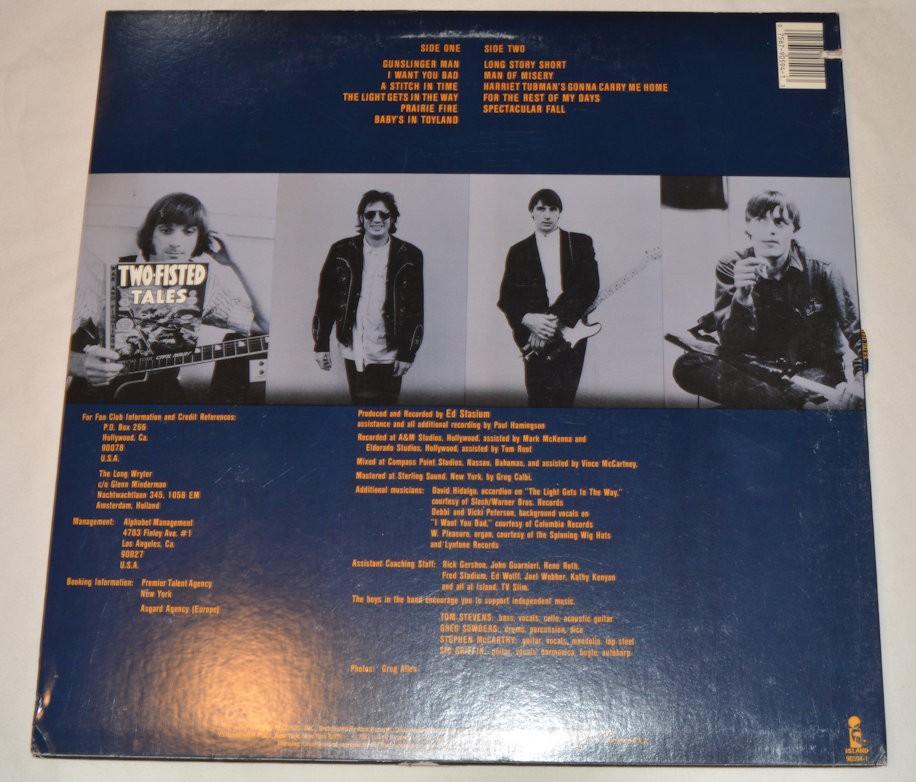 SIDE ONE
GUNSLINGER MAN
I WANT YOU BAD
A STITCH IN TIME
THE LIGHT GETS IN THE WAY
PRAIRIE FIRE
BABY'S IN TOYLAND
SIDE TWO
LONG STORY SHORT
MAN OF MISERY
HARRIET TUBMAN'S GONNA CARRY ME HOME
FOR THE REST OF MY DAYS
SPECTACULAR FALL
TWO-FISTED
TALES
For Fan Club Information and Credit References:
P.O. Box 266
Hollywood, Ca.
90078
U.S.A.
The Long Wryter
c/o Glenn Minderman
Nachtwachtlaan 345, 1058 EM
Amsterdam, Holland
Management: Alphabet Management
4703 Finley Ave. #1
Los Angeles, Ca.
90027
U.S.A.
Booking Information: Premier Talent Agency
New York
Asgard Agency (Europe)
Produced and Recorded by Ed Stasium
assistance and all additional recording by Paul Hamingson
Recorded at A&M Studios, Hollywood, assisted by Mark McKenna and
Eldorado Studios, Hollywood, assisted by Tom Root
Mixed at Compass Point Studios, Nassau, Bahamas, and assisted by Vince McCartney.
Mastered at Sterling Sound, New York, by Greg Calbi.
Additional musicians: David Hidalgo, accordion on "The Light Gets In The Way,"
courtesy of Slash/Warner Bros. Records
Debbi and Vicki Peterson, background vocals on
"I Want You Bad," courtesy of Columbia Records
W. Pleasure, organ, courtesy of the Spinning Wig Hats
and Lynfone Records
Assistant Coaching Staff: Rick Gershon, John Guarnieri, Rene Roth,
Fred Stadium, Ed Wolff, Joel Webber, Kathy Kenyon
and all at Island, TV Slim.
The boys in the band encourage you to support independent music.
TOM STEVENS: bass, vocals, cello, acoustic guitar
GREG SOWDERS: drums, percussion, dice
STEPHEN McCARTHY: guitar, vocals, mandolin, lap steel
SID GRIFFIN: guitar, vocals, harmonica, bugle, autoharp
Photos: Greg Allen
ISLAND
90594-1